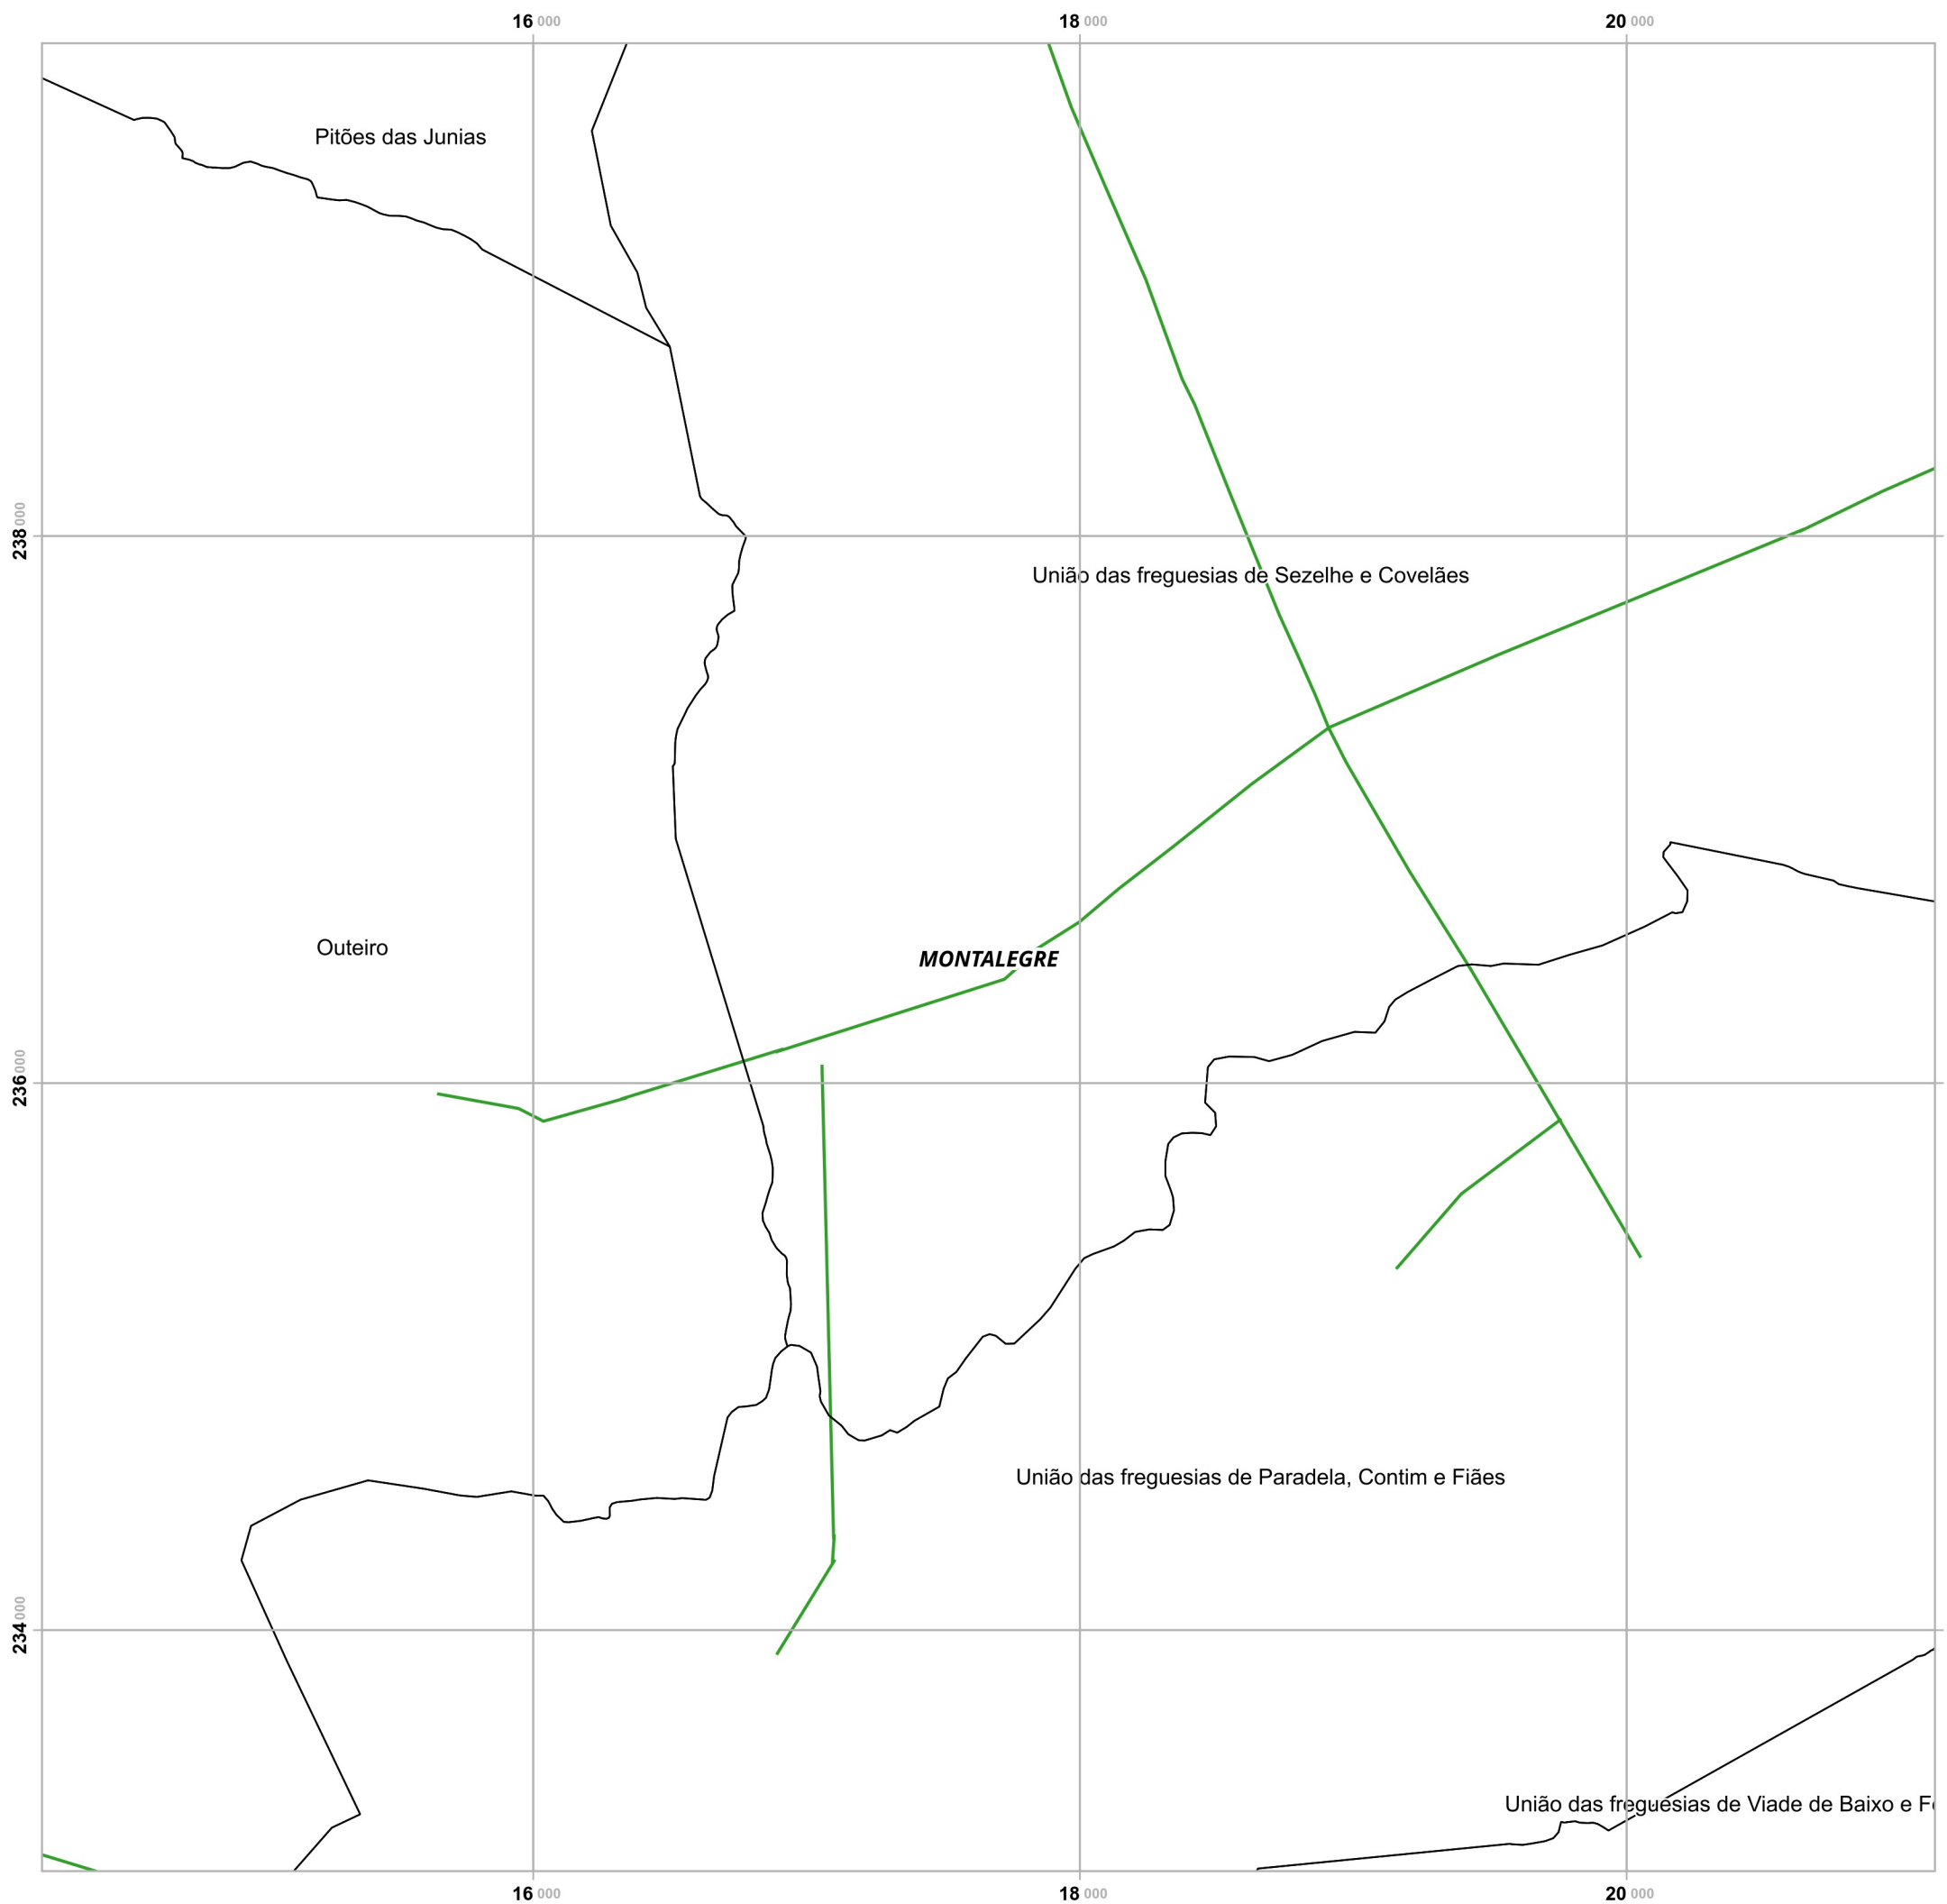 16 000 18 000 20 000
Pitões das Junias
238 000
União das freguesias de Sezelhe e Covelães
Outeiro
MONTALEGRE
236 000
União das freguesias de Paradela, Contim e Fiães
234 000
União das freguesias de Viade de Baixo e F
16 000 18 000 20 000